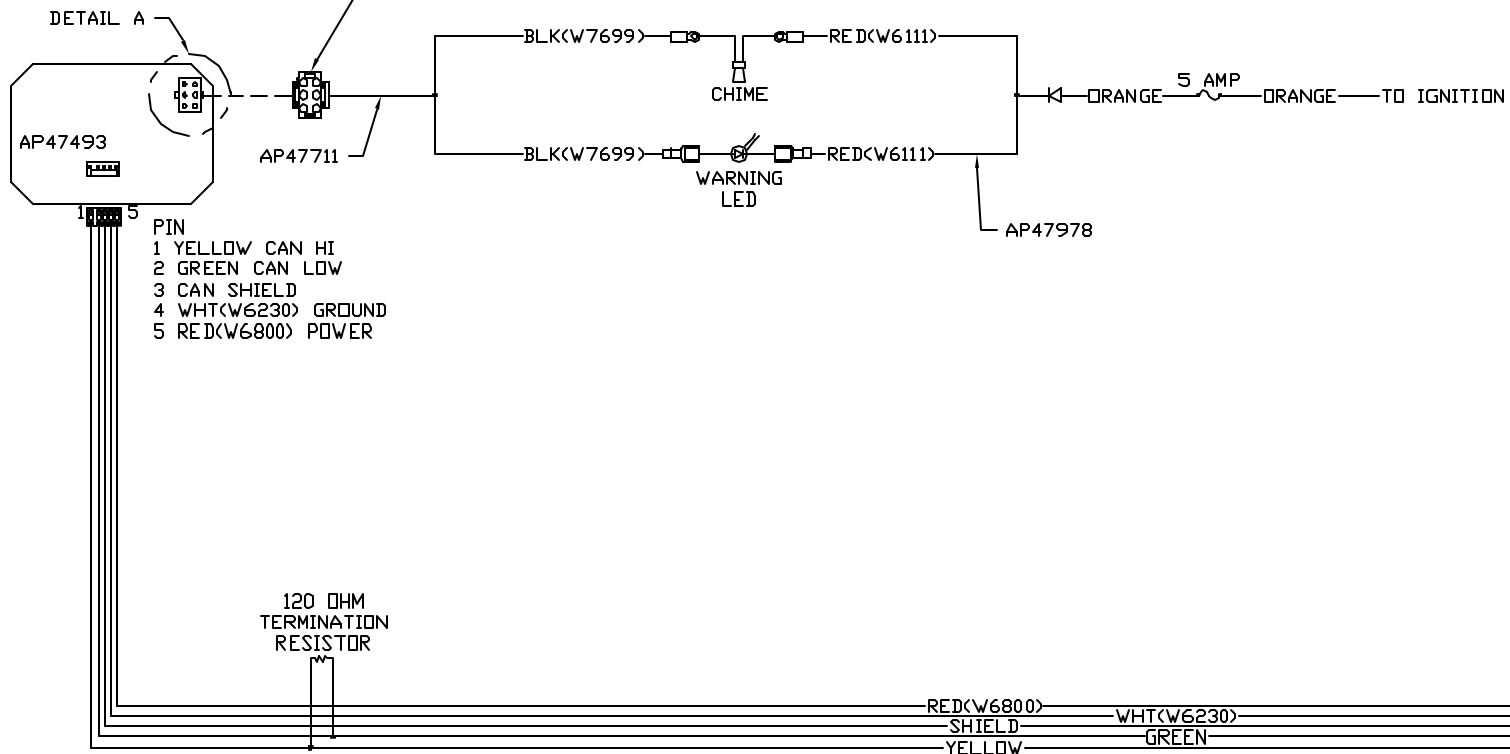 DETAIL A
BLK(W7699)
RED(W6111)
CHIME
5 AMP
ORANGE
ORANGE
TO IGNITION
AP47493
AP47711
BLK(W7699)
RED(W6111)
WARNING
LED
AP47978
1
5
PIN
1 YELLOW CAN HI
2 GREEN CAN LOW
3 CAN SHIELD
4 WHT(W6230) GROUND
5 RED(W6800) POWER
120 OHM
TERMINATION
RESISTOR
RED(W6800)
WHT(W6230)
SHIELD
GREEN
YELLOW